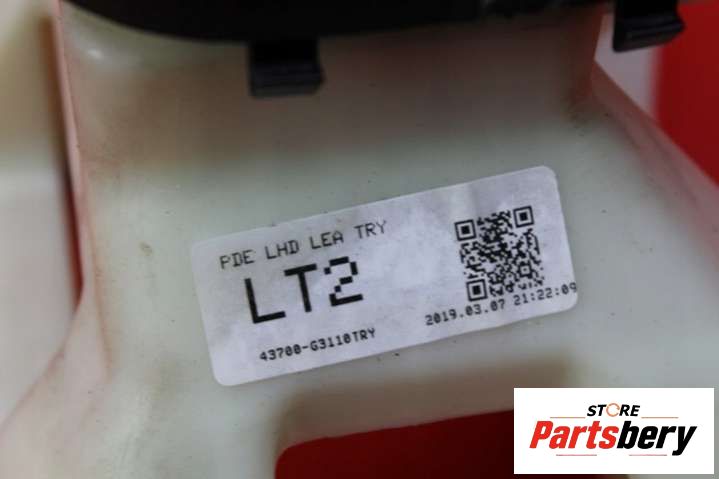 PDE LHD LEA TRY
LT2
43700-G3110TRY
2019.03.07 21:22:09
STORE
Partsbery